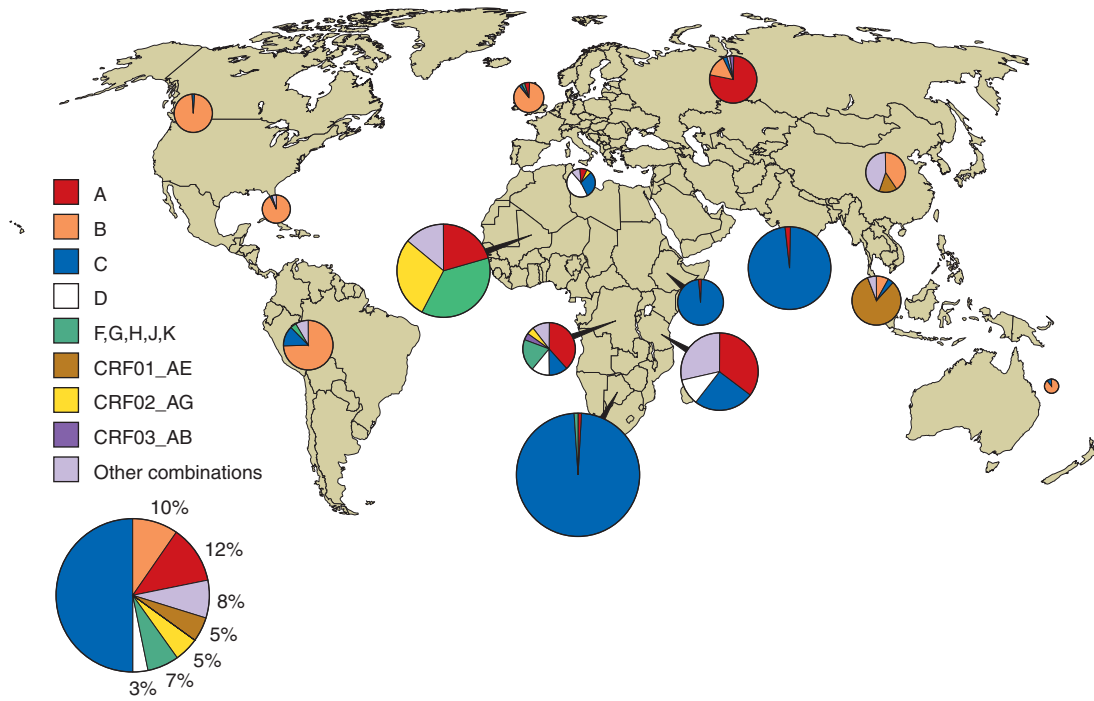 A
B
C
D
F,G,H,J,K
CRF01_AE
CRF02_AG
CRF03_AB
Other combinations
10%
12%
8%
5%
5%
7%
3%